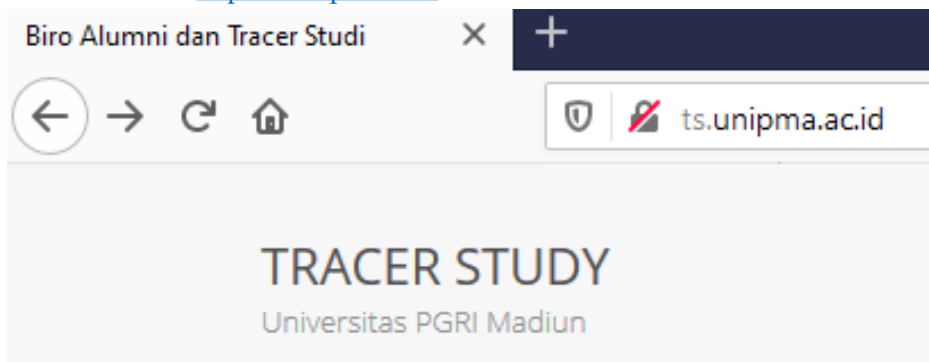 Biro Alumni dan Tracer Studi
ts.unipma.ac.id
TRACER STUDY
Universitas PGRI Madiun